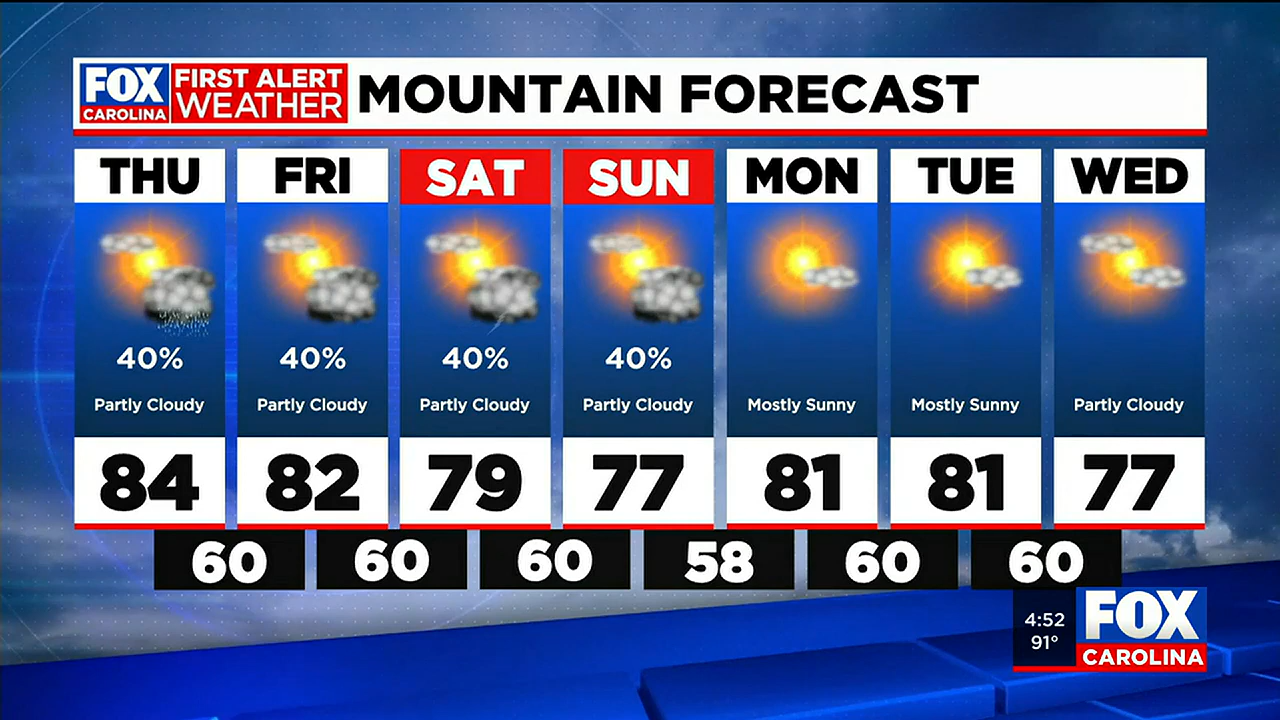 FOX CAROLINA FIRST ALERT WEATHER MOUNTAIN FORECAST
THU FRI SAT SUN MON TUE WED
40% 40% 40% 40%
Partly Cloudy Partly Cloudy Partly Cloudy Partly Cloudy Mostly Sunny Mostly Sunny Partly Cloudy
84 82 79 77 81 81 77
60 60 60 58 60 60
4:52
91°
FOX
CAROLINA